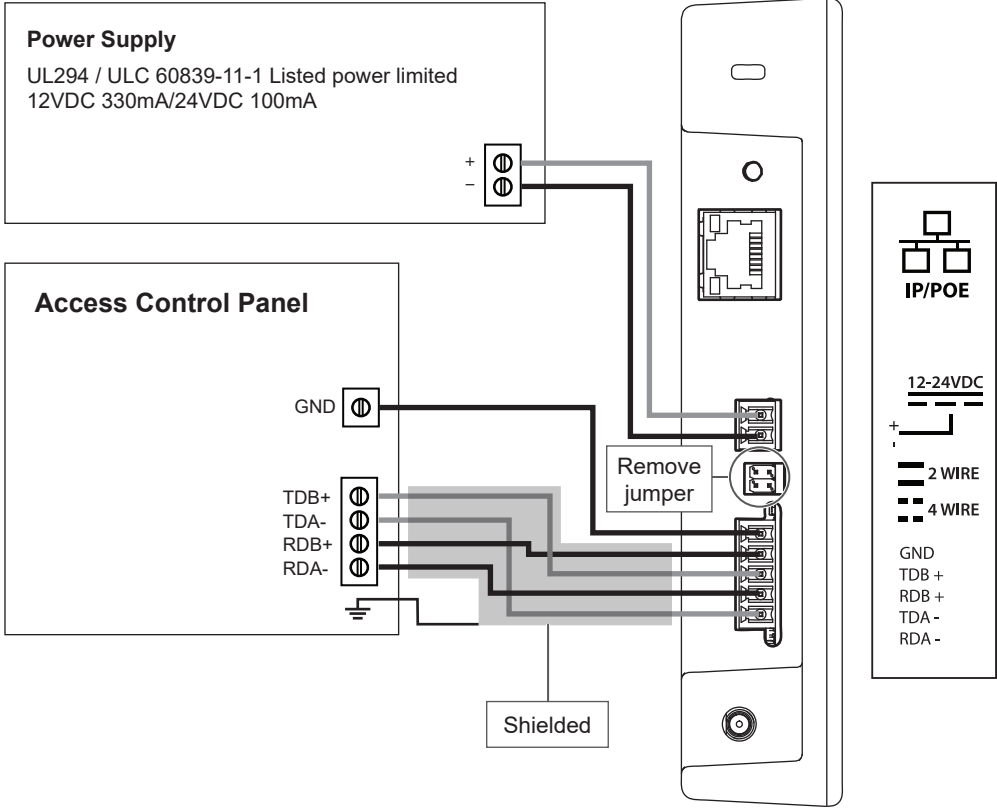 Power Supply
UL294 / ULC 60839-11-1 Listed power limited
12VDC 330mA/24VDC 100mA
+
–
Access Control Panel
GND
TDB+
TDA-
RDB+
RDA-
Remove
jumper
Shielded
IP/POE
12-24VDC
+
-
2 WIRE
4 WIRE
GND
TDB +
RDB +
TDA -
RDA -